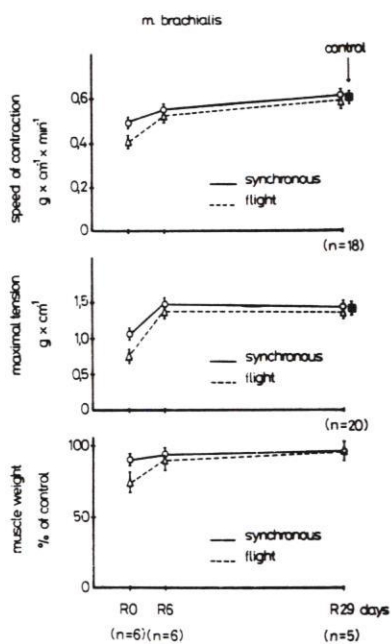 m. brachialis
control
speed of contraction
g × cm⁻¹ × min⁻¹
0,6
0,4
0,2
0
synchronous
flight
(n=18)
maximal tension
g × cm⁻¹
1,5
1,0
0,5
0
synchronous
flight
(n=20)
muscle weight
% of control
100
50
0
synchronous
flight
R0 R6 R29 days
(n=6) (n=6) (n=5)